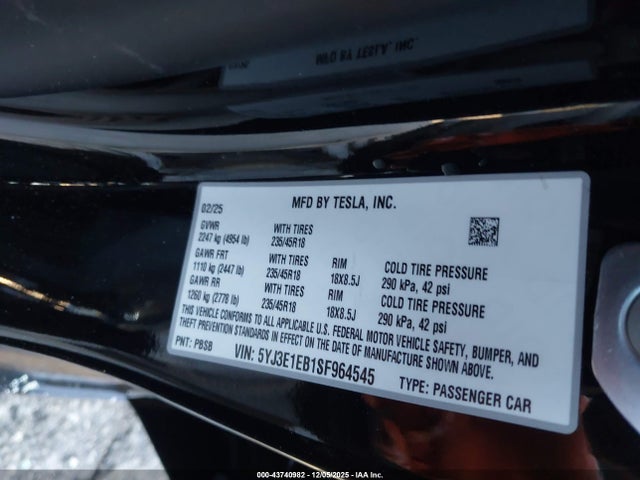 MFD BY TESLA, INC.
02/25
GVWR WITH TIRES
2247 kg (4954 lb) 235/45R18
GAWR FRT WITH TIRES RIM COLD TIRE PRESSURE
1110 kg (2447 lb) 235/45R18 18X8.5J 290 kPa, 42 psi
GAWR RR WITH TIRES RIM COLD TIRE PRESSURE
1260 kg (2778 lb) 235/45R18 18X8.5J 290 kPa, 42 psi
THIS VEHICLE CONFORMS TO ALL APPLICABLE U.S. FEDERAL MOTOR VEHICLE SAFETY, BUMPER, AND
THEFT PREVENTION STANDARDS IN EFFECT ON THE DATE OF MANUFACTURE SHOWN ABOVE.
PNT: PBSB VIN: 5YJ3E1EB1SF964545 TYPE: PASSENGER CAR
000-43740982 - 12/05/2025 - IAAI.COM